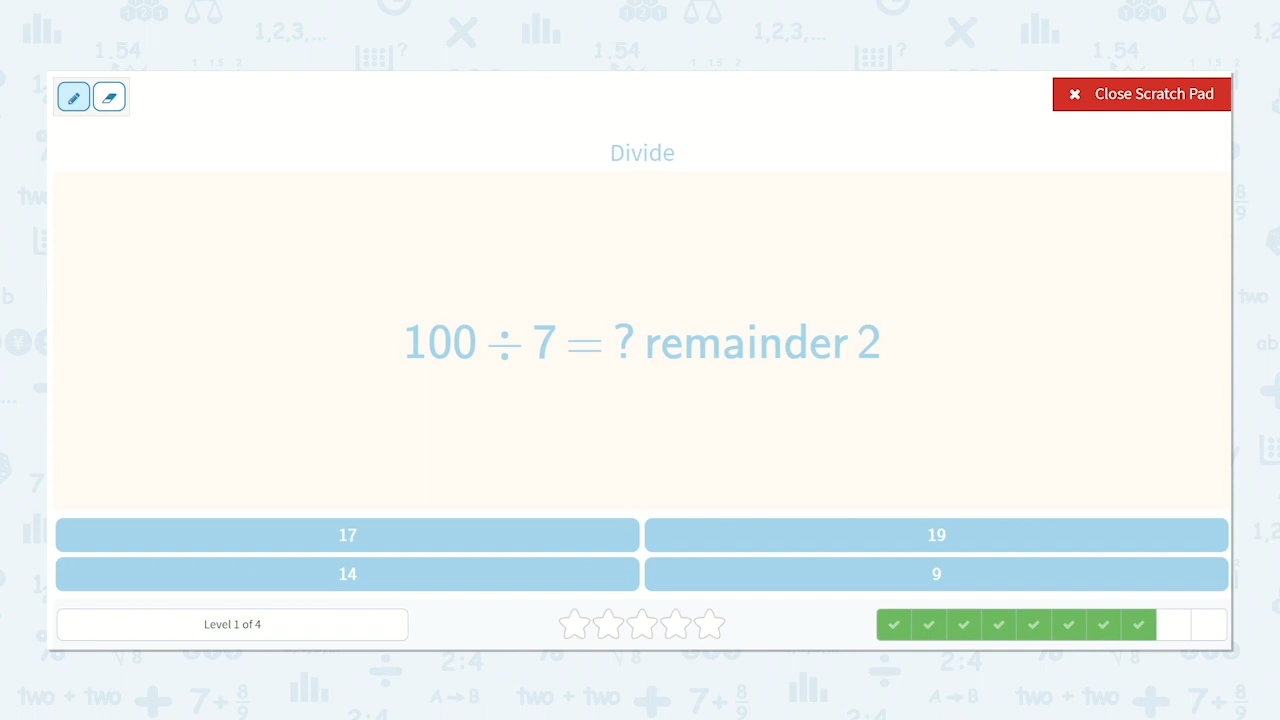 Close Scratch Pad
Divide
100 ÷ 7 = ? remainder 2
17
19
14
9
Level 1 of 4